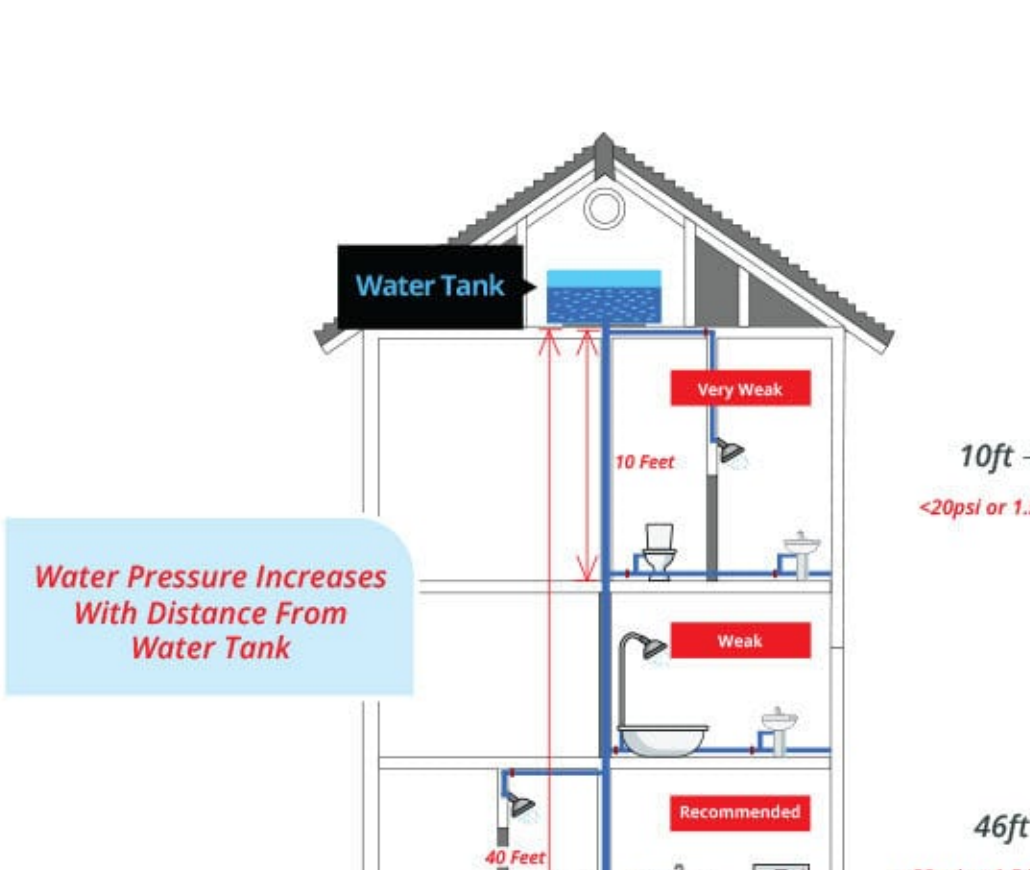 Water Tank
Very Weak
10 Feet
10ft
<20psi or 1.
Water Pressure Increases
With Distance From
Water Tank
Weak
Recommended
46ft
40 Feet